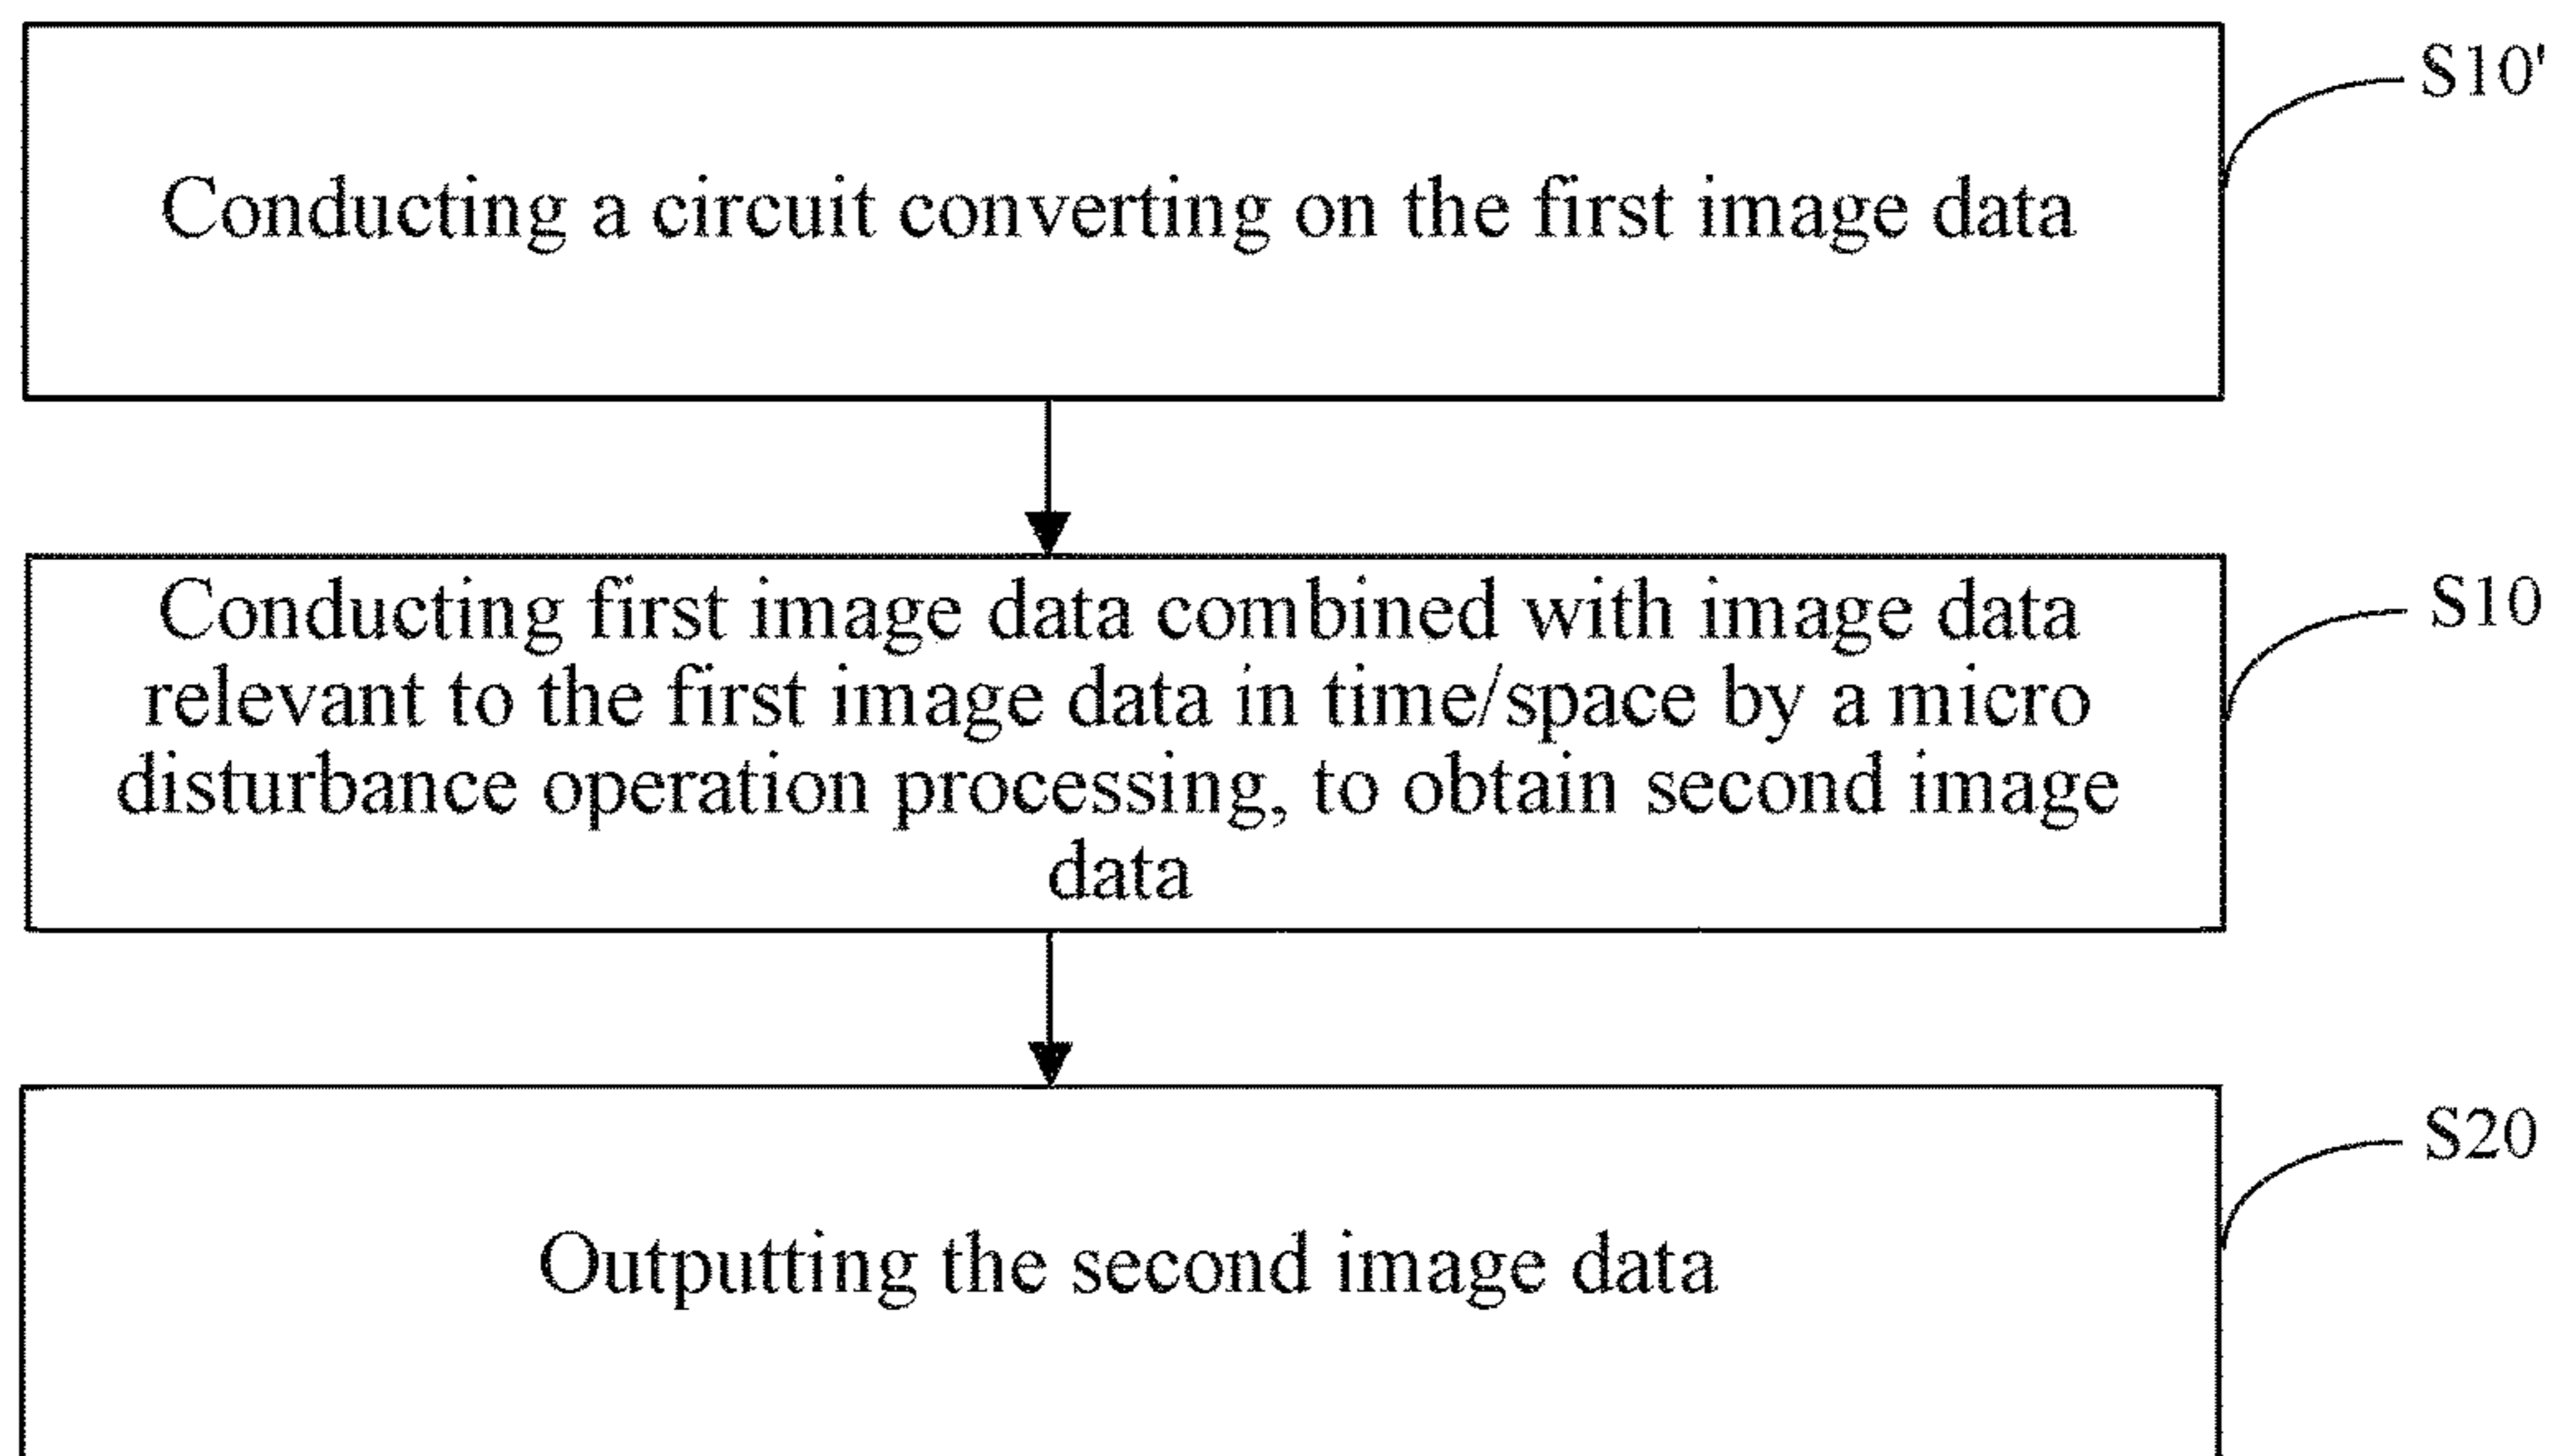 S10'
Conducting a circuit converting on the first image data
Conducting first image data combined with image data
relevant to the first image data in time/space by a micro
disturbance operation processing, to obtain second image
data
S10
Outputting the second image data
S20